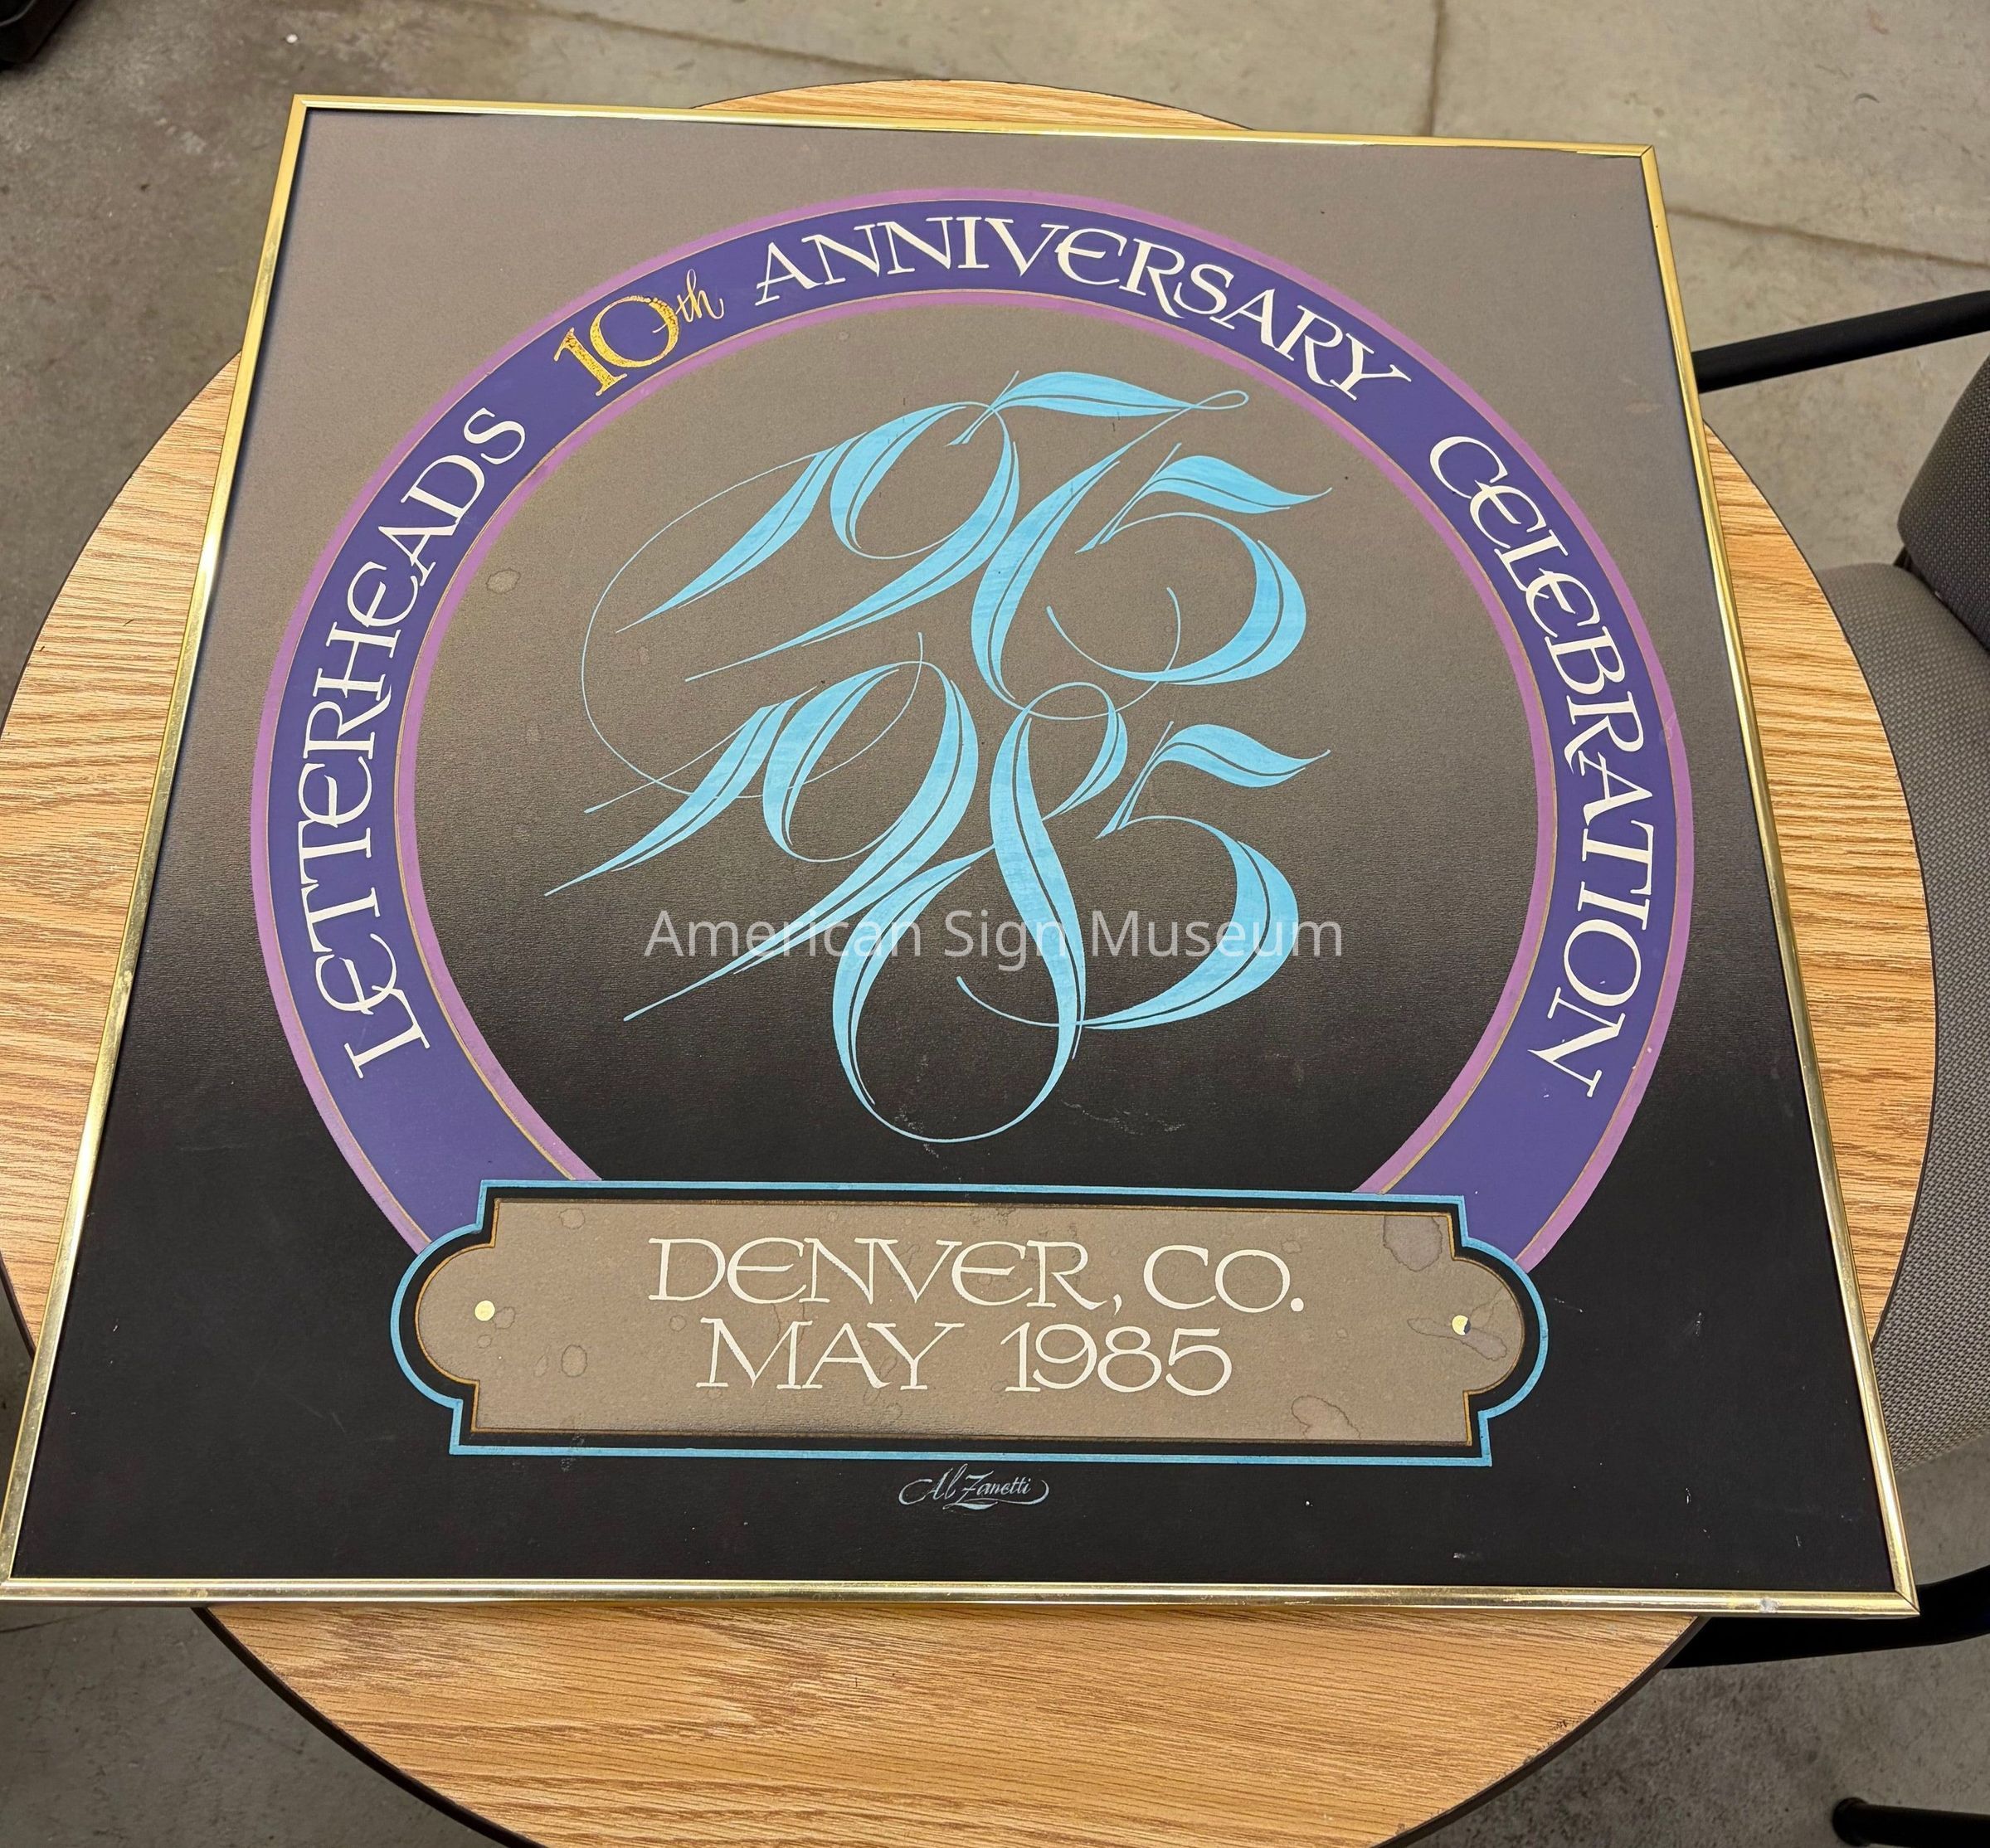 LETTERHEADS 10th ANNIVERSARY CELEBRATION
1975
1985
American Sign Museum
DENVER, CO.
MAY 1985
Al Zanetti